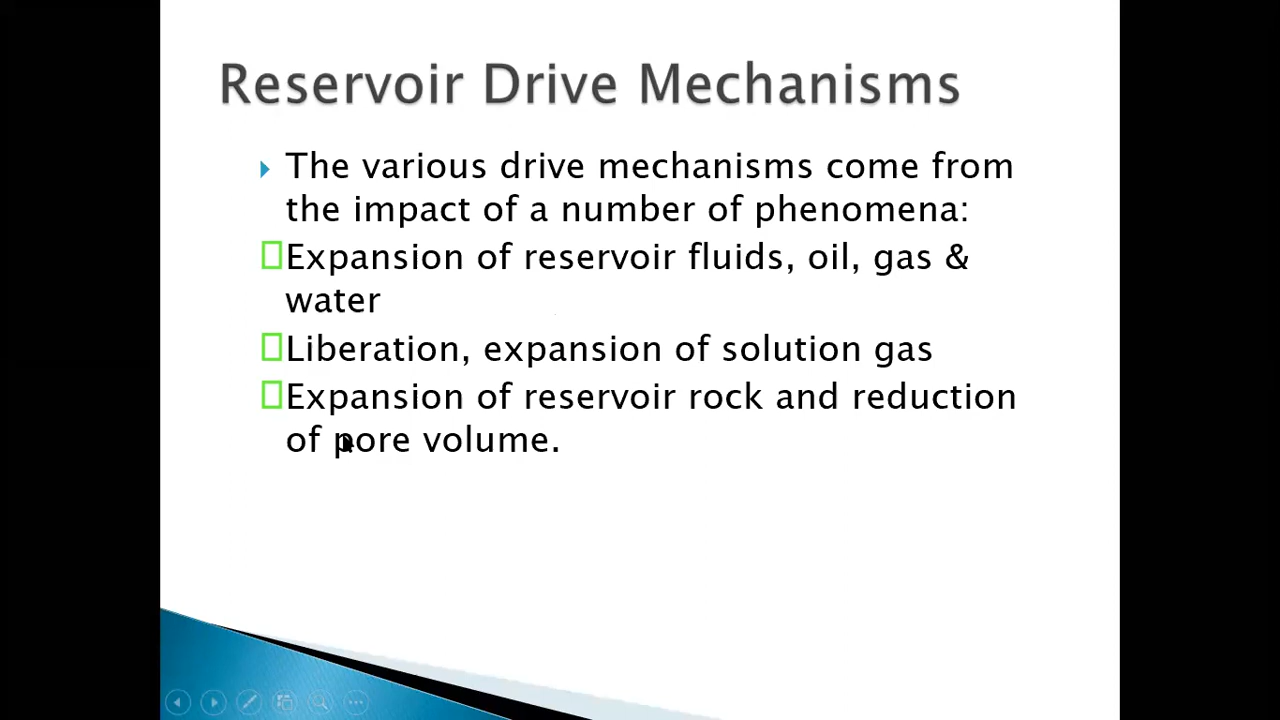 Reservoir Drive Mechanisms
The various drive mechanisms come from
the impact of a number of phenomena:
Expansion of reservoir fluids, oil, gas &
water
Liberation, expansion of solution gas
Expansion of reservoir rock and reduction
of pore volume.